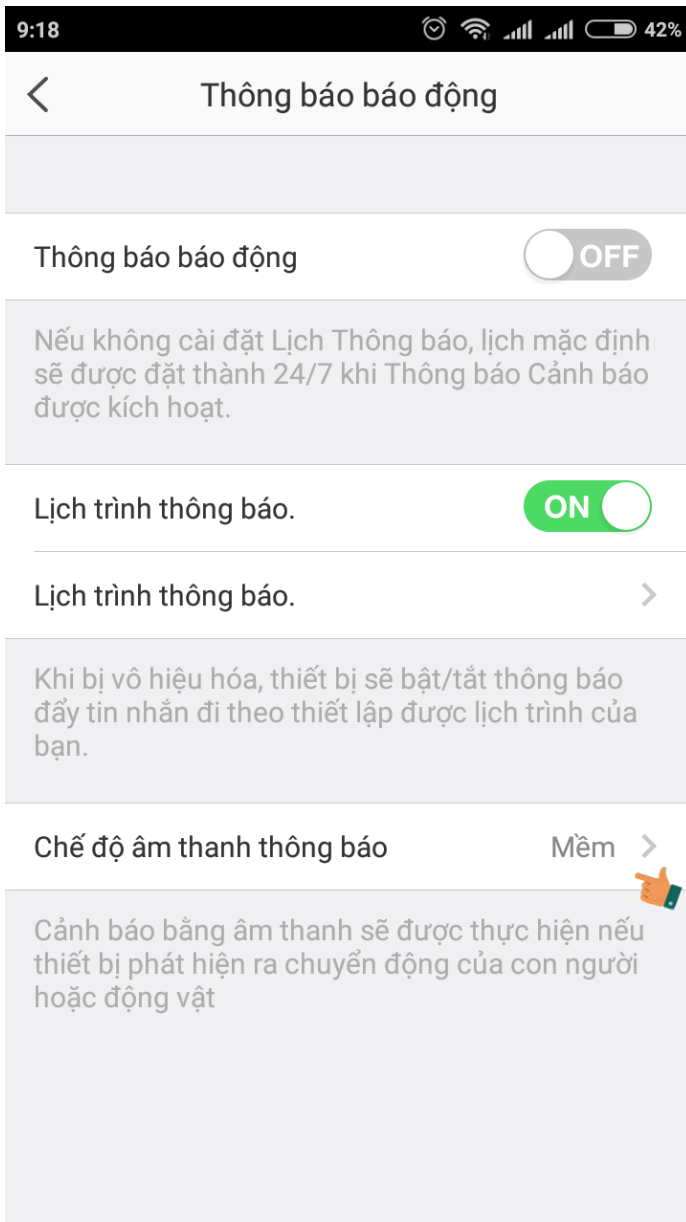 9:18 42%
Thông báo báo động
Thông báo báo động OFF
Nếu không cài đặt Lịch Thông báo, lịch mặc định
sẽ được đặt thành 24/7 khi Thông báo Cảnh báo
được kích hoạt.
Lịch trình thông báo. ON
Lịch trình thông báo.
Khi bị vô hiệu hóa, thiết bị sẽ bật/tắt thông báo
đẩy tin nhắn đi theo thiết lập được lịch trình của
bạn.
Chế độ âm thanh thông báo Mềm
Cảnh báo bằng âm thanh sẽ được thực hiện nếu
thiết bị phát hiện ra chuyển động của con người
hoặc động vật